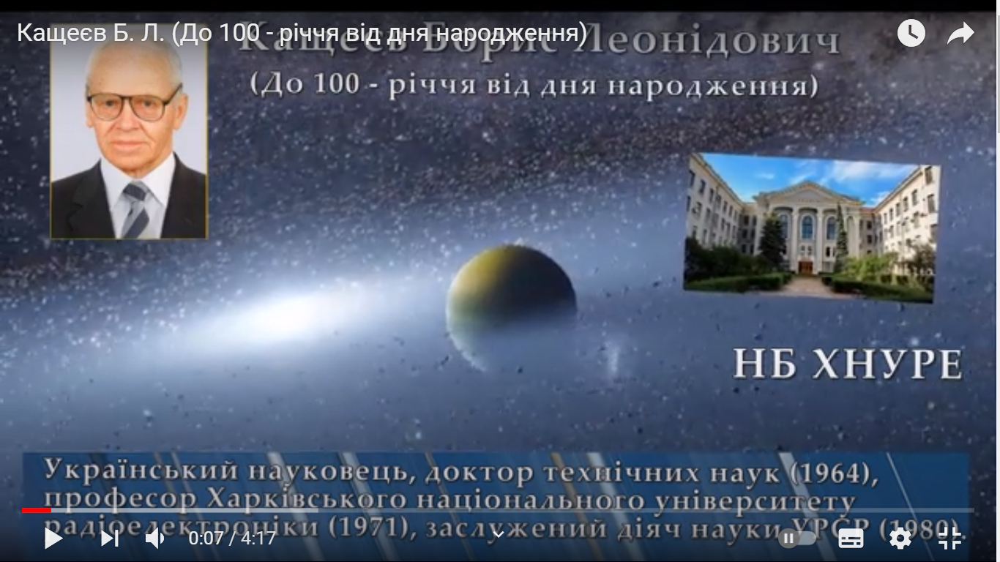 Кащеєв Б. Л. (До 100 - річчя від дня народження)
Кащеєв Борис Леонідович
(До 100 - річчя від дня народження)
НБ ХНУРЕ
Український науковець, доктор технічних наук (1964),
професор Харківського національного університету
радіоелектроніки (1971), заслужений діяч науки УРСР (1980).
0:07 / 4:17